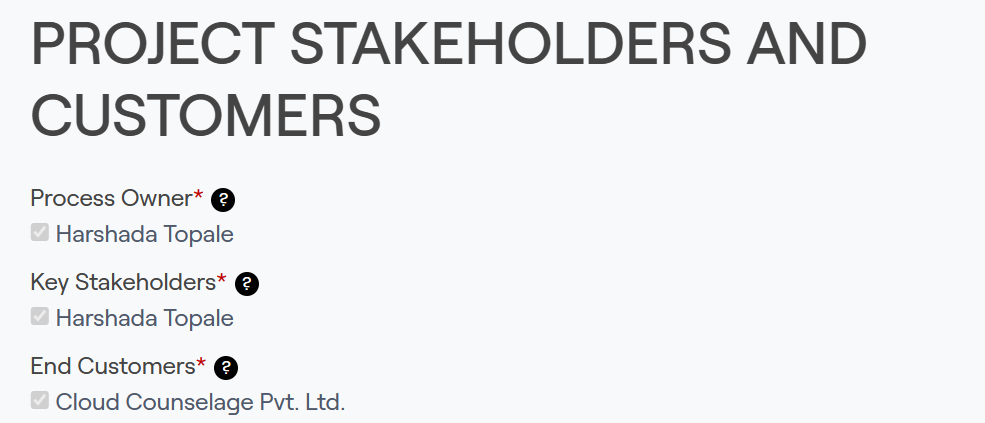 PROJECT STAKEHOLDERS AND
CUSTOMERS
Process Owner* ?
Harshada Topale
Key Stakeholders* ?
Harshada Topale
End Customers* ?
Cloud Counselage Pvt. Ltd.